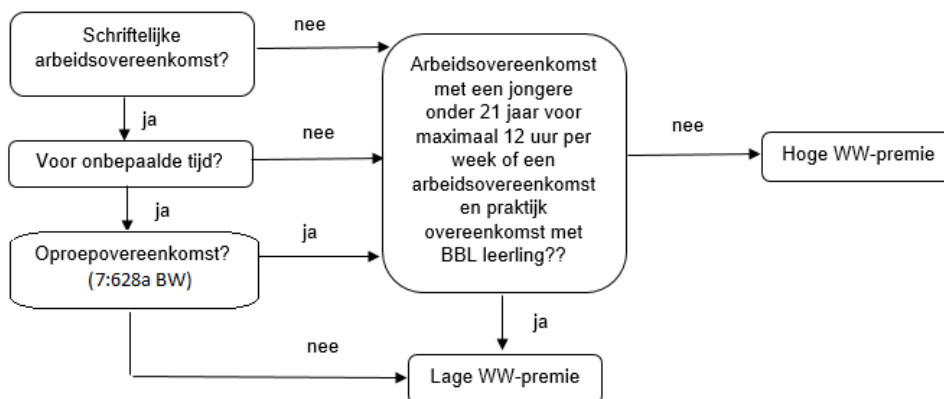 Schriftelijke
arbeidsovereenkomst?
nee
ja
Voor onbepaalde tijd?
nee
ja
Oproepovereenkomst?
(7:628a BW)
ja
nee
Arbeidsovereenkomst
met een jongere
onder 21 jaar voor
maximaal 12 uur per
week of een
arbeidsovereenkomst
en praktijk
overeenkomst met
BBL leerling??
nee
Hoge WW-premie
ja
Lage WW-premie